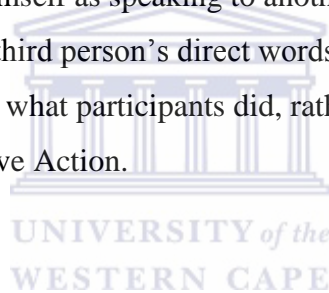 mself as speaking to anoth
third person's direct words
what participants did, rath
ve Action.
UNIVERSITY of the
WESTERN CAPE